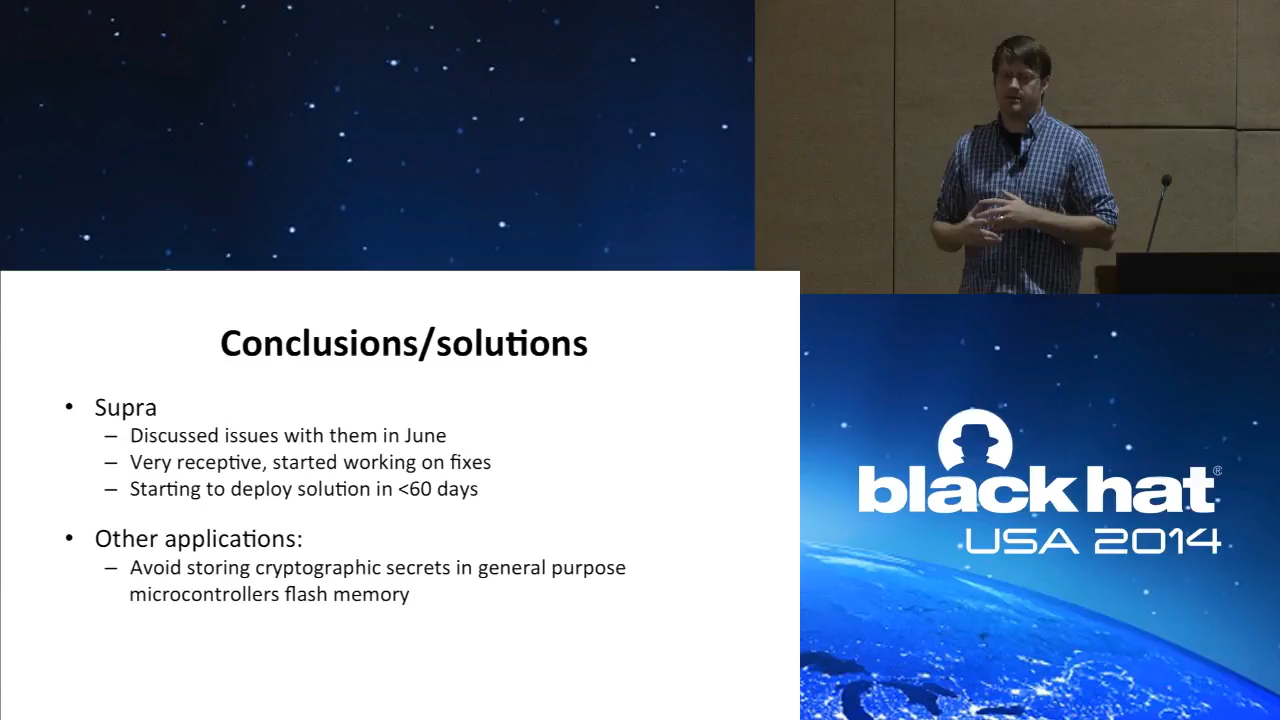 Conclusions/solutions
• Supra
– Discussed issues with them in June
– Very receptive, started working on fixes
– Starting to deploy solution in <60 days
• Other applications:
– Avoid storing cryptographic secrets in general purpose
microcontrollers flash memory
black hat®
USA 2014